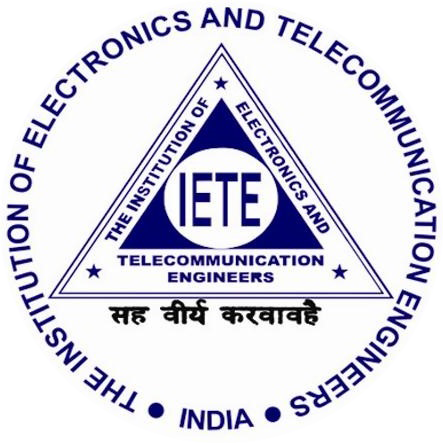 THE INSTITUTION OF ELECTRONICS AND TELECOMMUNICATION ENGINEERS
• INDIA •
THE INSTITUTION OF
ELECTRONICS AND
IETE
TELECOMMUNICATION
ENGINEERS
सह वीर्य करवावहै